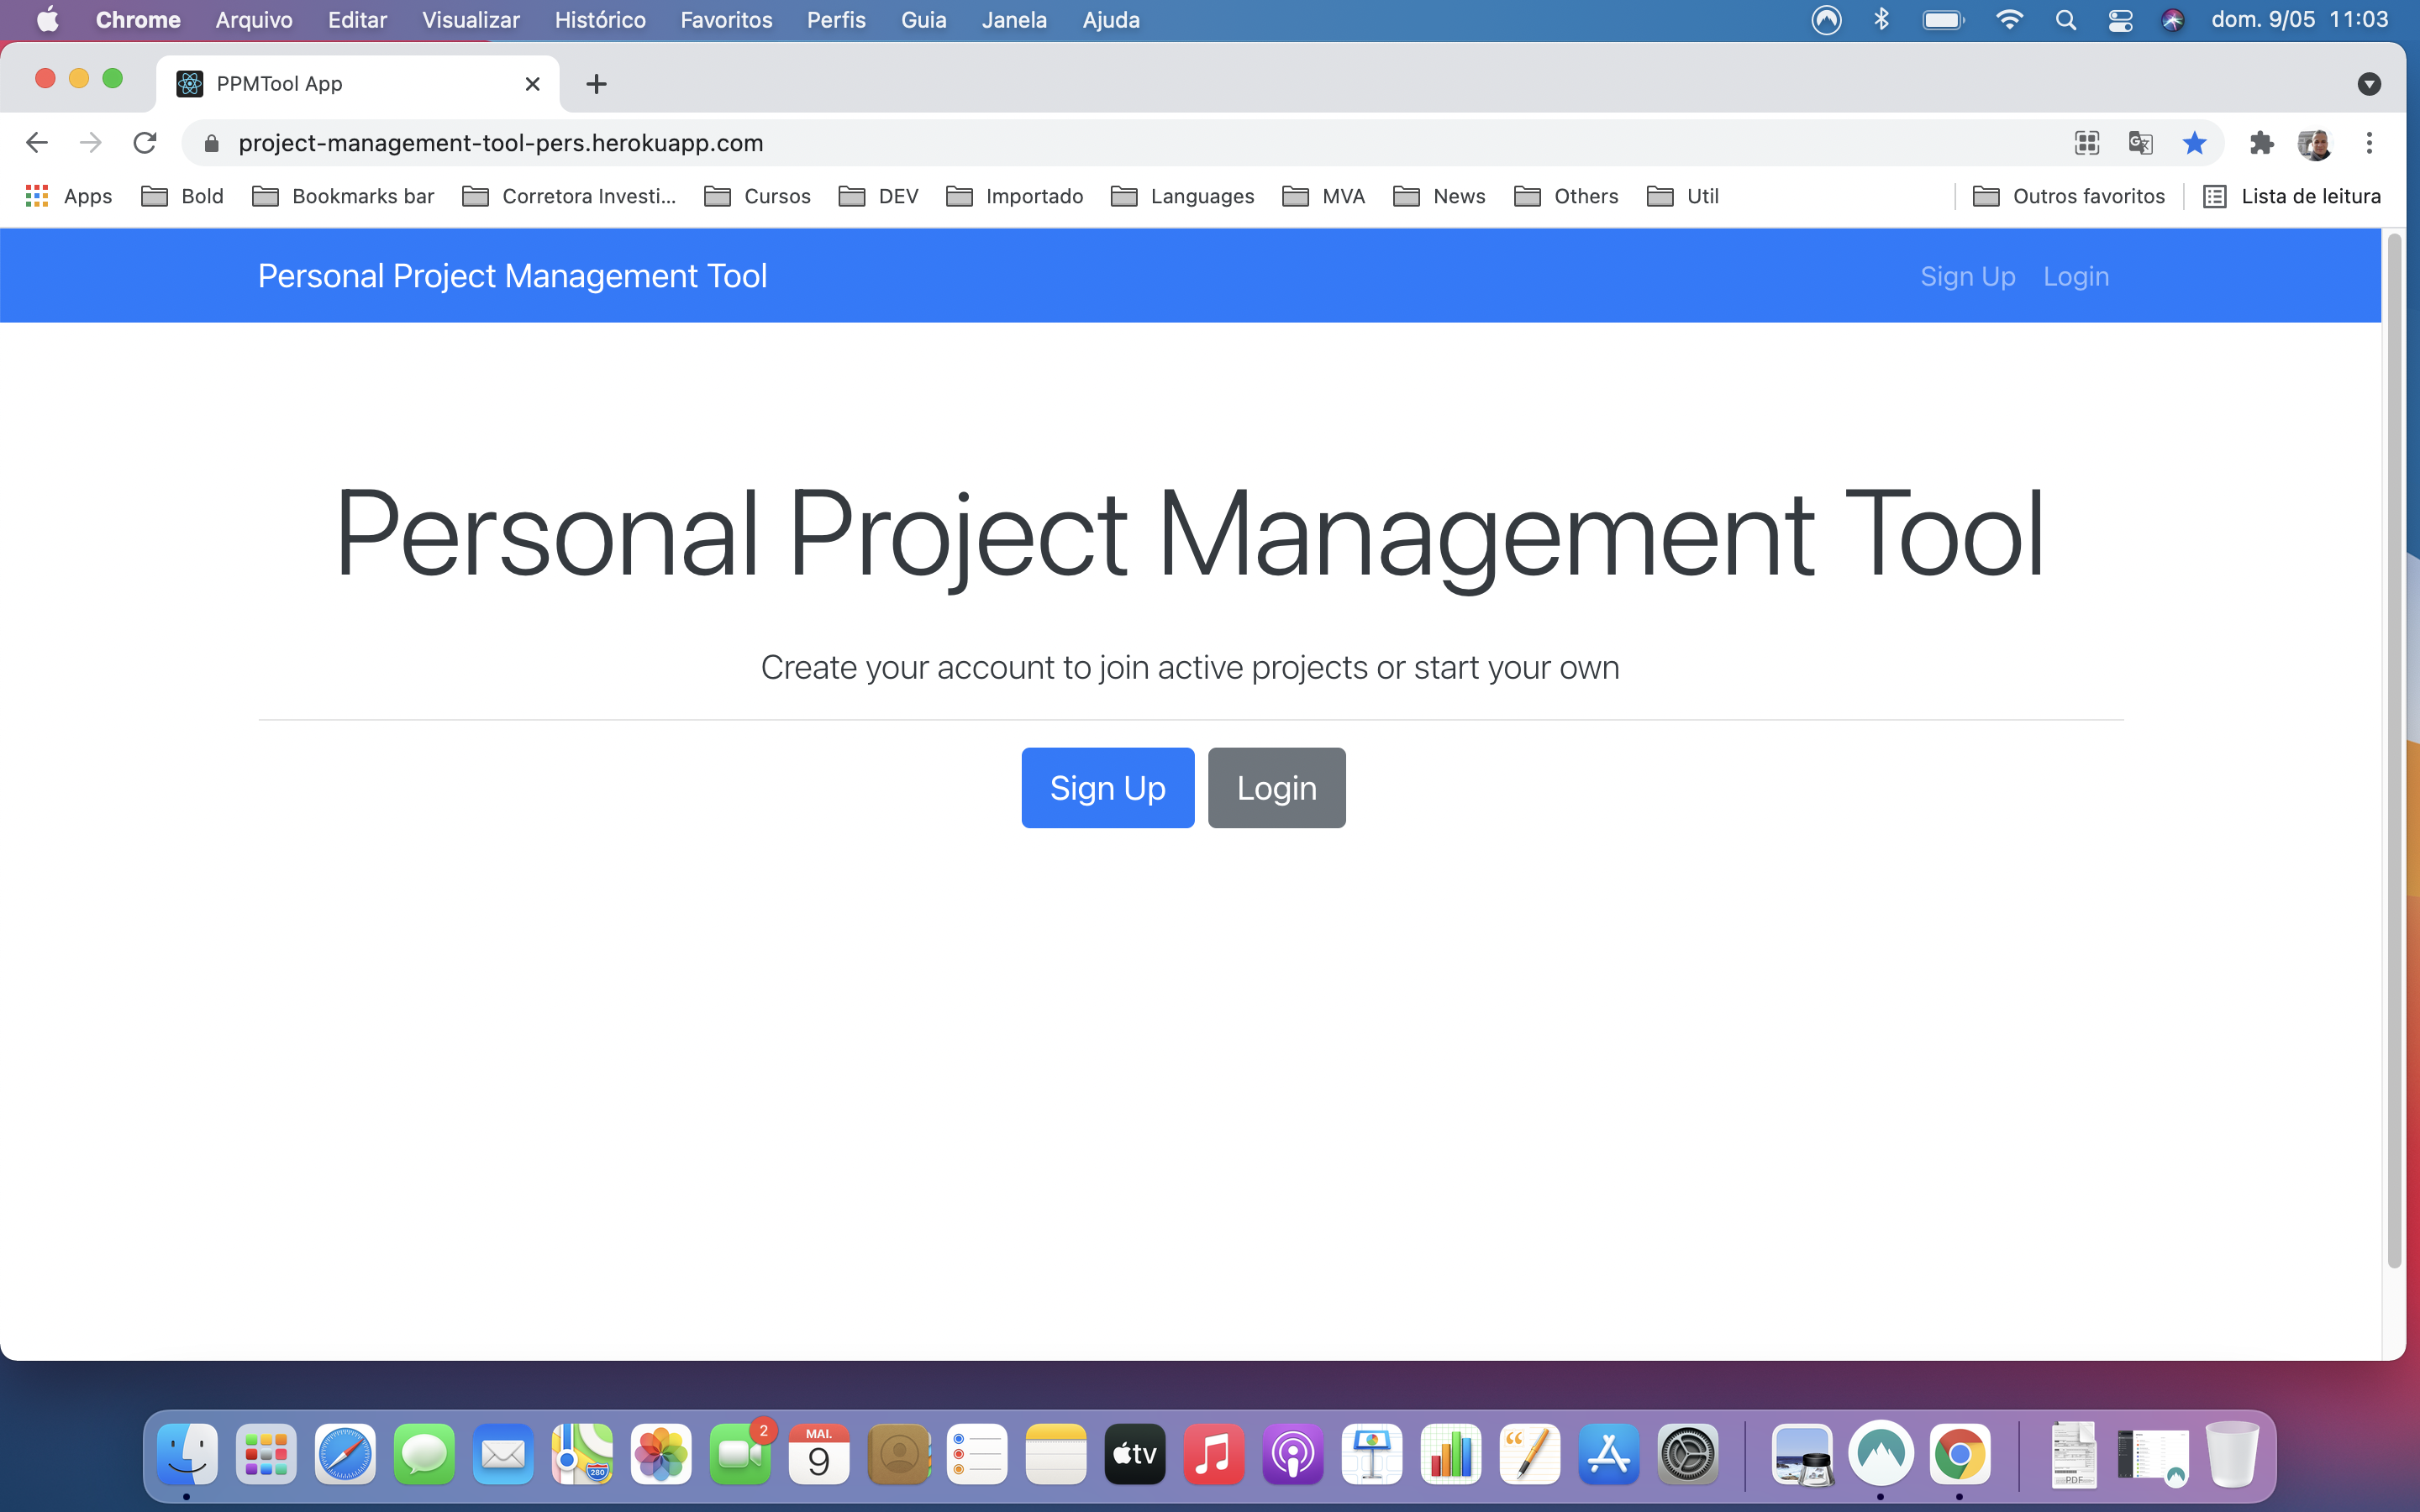 Chrome Arquivo Editar Visualizar Histórico Favoritos Perfis Guia Janela Ajuda dom. 9/05 11:03
PPMTool App
project-management-tool-pers.herokuapp.com
Apps Bold Bookmarks bar Corretora Investi... Cursos DEV Importado Languages MVA News Others Util Outros favoritos Lista de leitura
Personal Project Management Tool Sign Up Login
Personal Project Management Tool
Create your account to join active projects or start your own
Sign Up Login
2
MAI.
9
tv
280
PDF